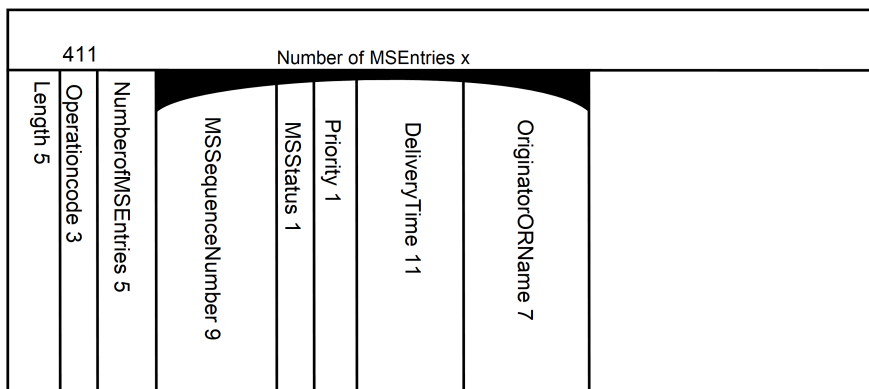 411
Number of MSEntries x
Length 5
Operationcode 3
NumberofMSEntries 5
MSSequenceNumber 9
MSStatus 1
Priority 1
DeliveryTime 11
OriginatorORName 7